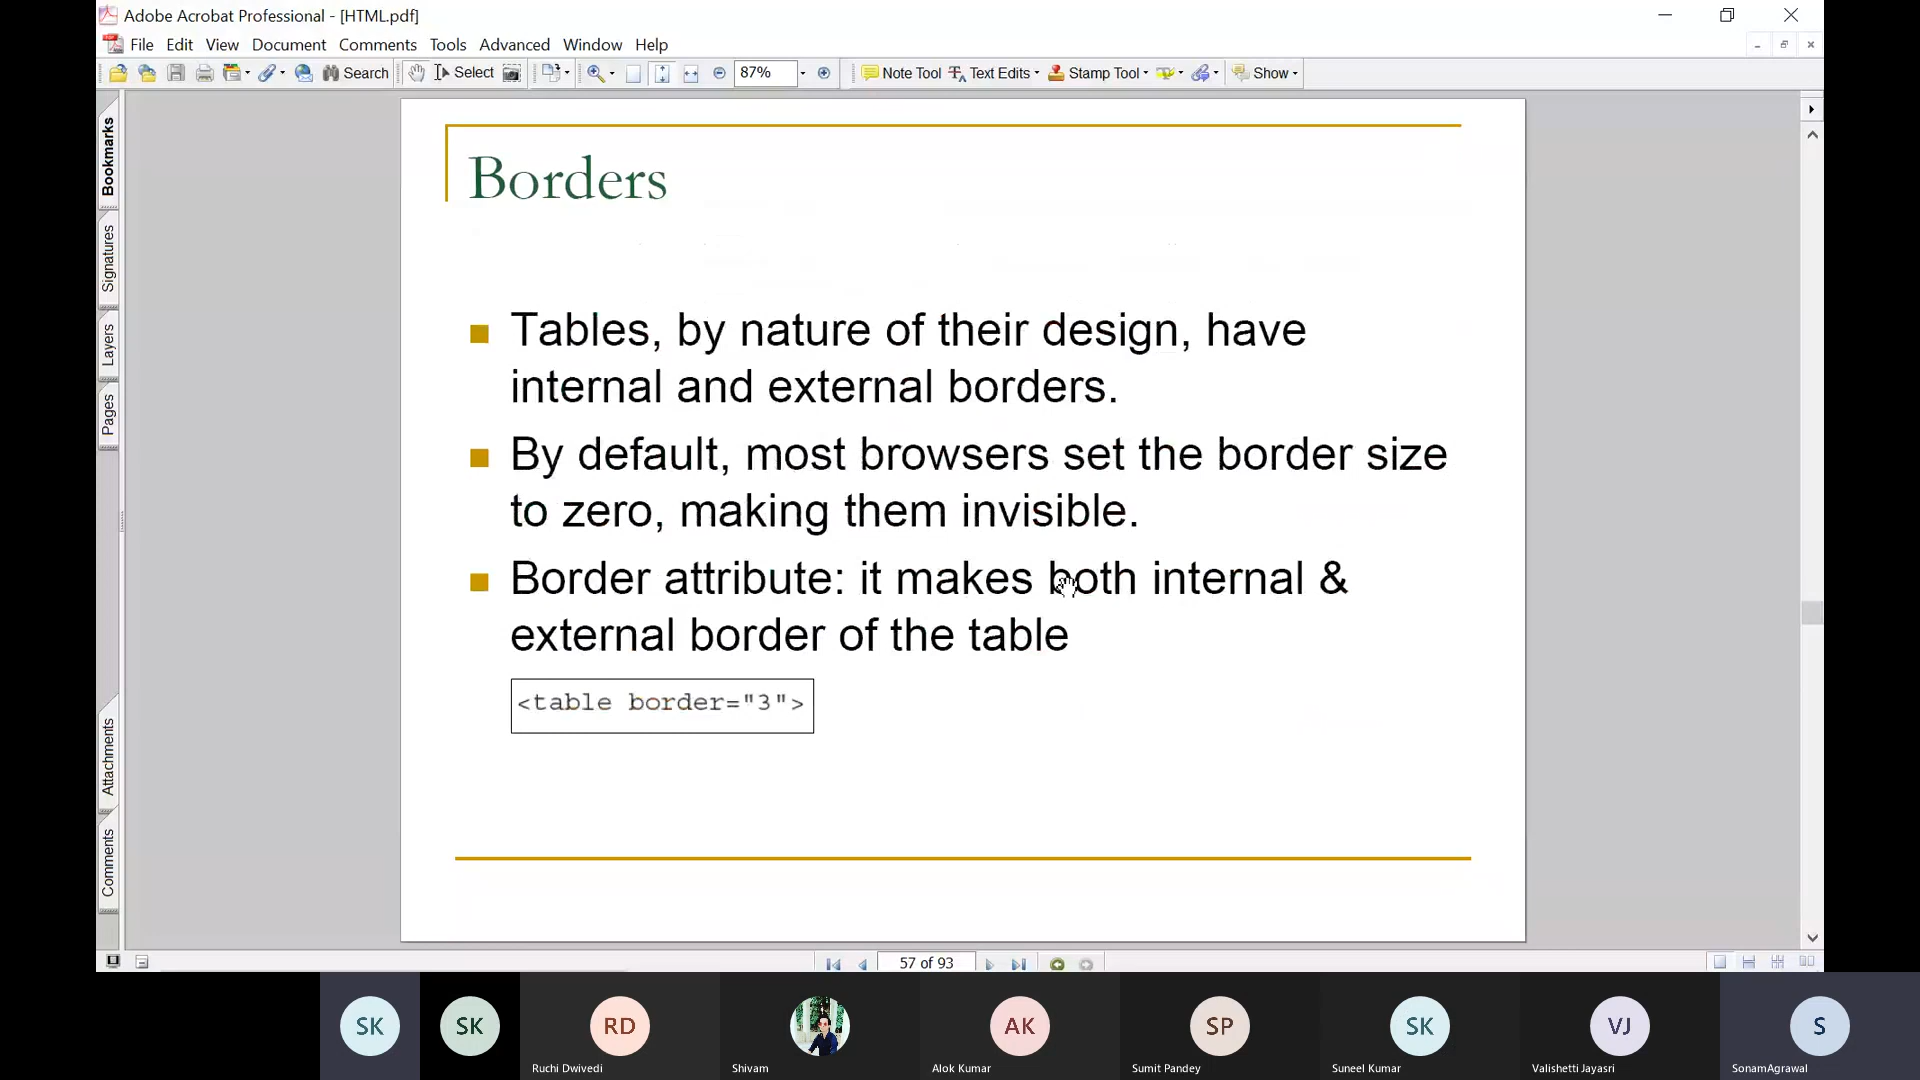 Adobe Acrobat Professional - [HTML.pdf]
File Edit View Document Comments Tools Advanced Window Help
Search Select 87% Note Tool Text Edits Stamp Tool Show
Bookmarks
Signatures
Layers
Pages
Attachments
Comments
Borders
Tables, by nature of their design, have
internal and external borders.
By default, most browsers set the border size
to zero, making them invisible.
Border attribute: it makes both internal &
external border of the table
<table border="3">
57 of 93
SK SK RD AK SP SK VJ S
Ruchi Dwivedi Shivam Alok Kumar Sumit Pandey Suneel Kumar Valishetti Jayasri SonamAgrawal